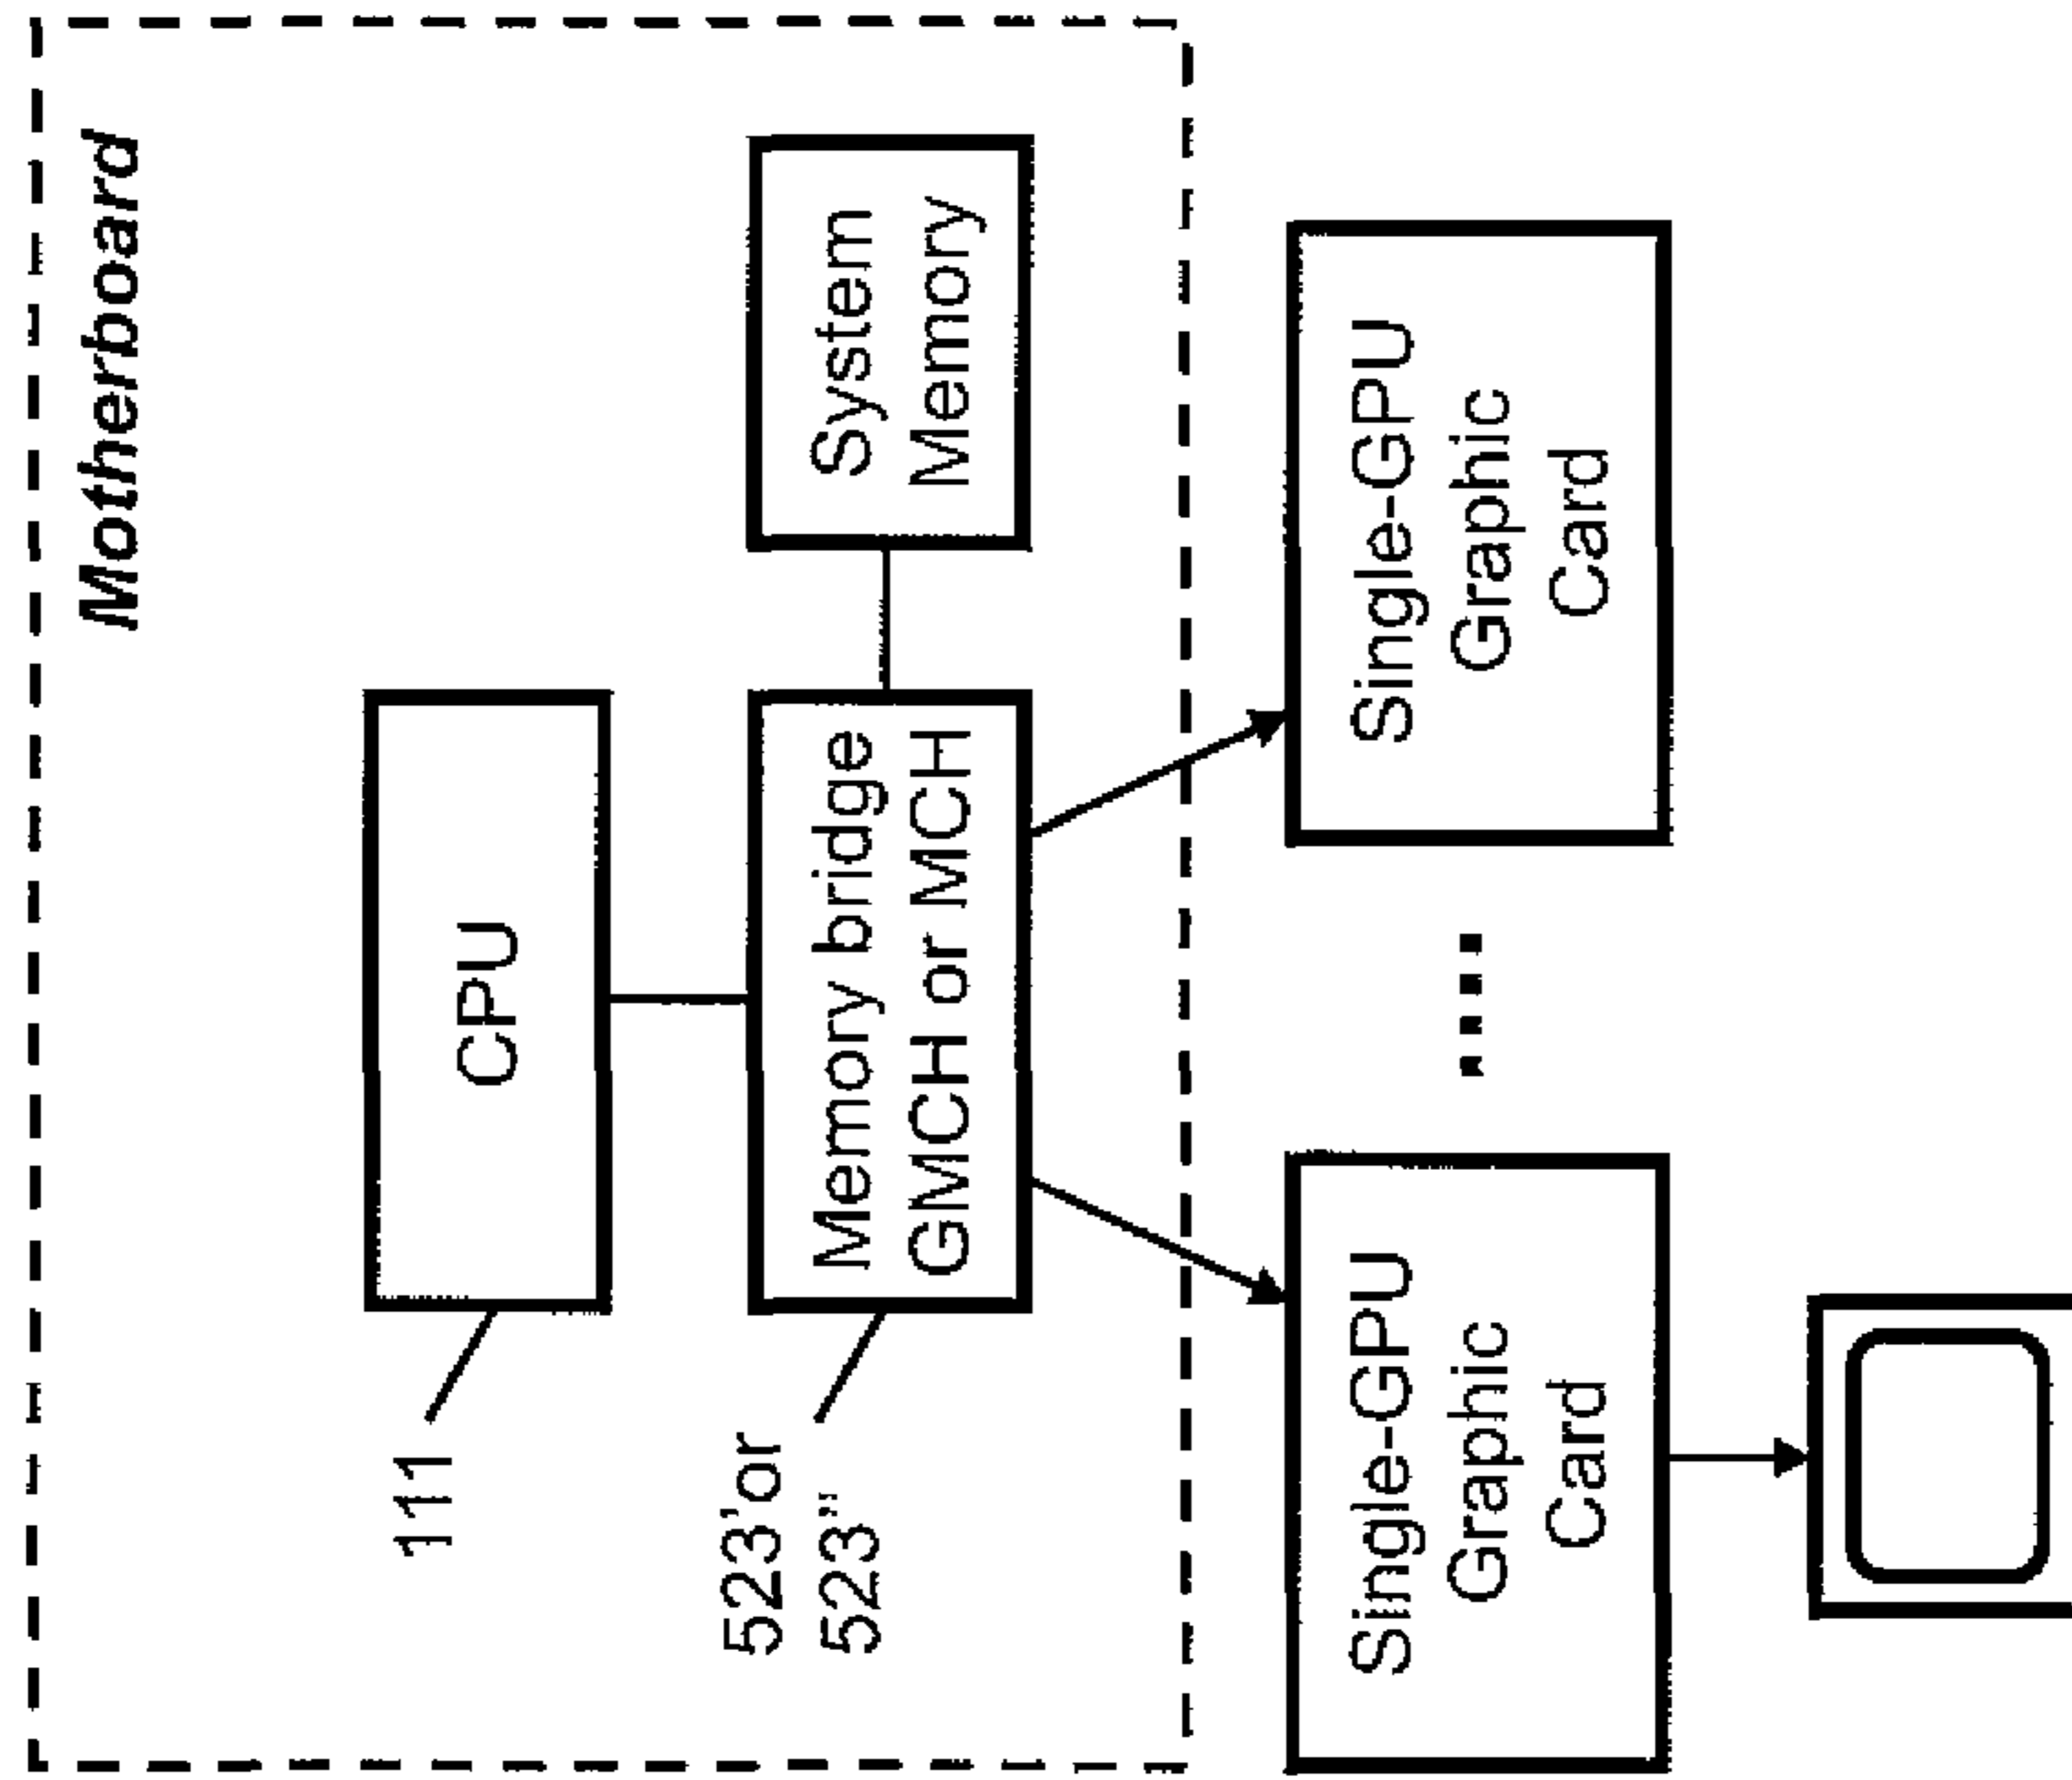 Motherboard
111
CPU
523'or
523"
Memory bridge
GMCH or MCH
System
Memory
Single-GPU
Graphic
Card
Single-GPU
Graphic
Card